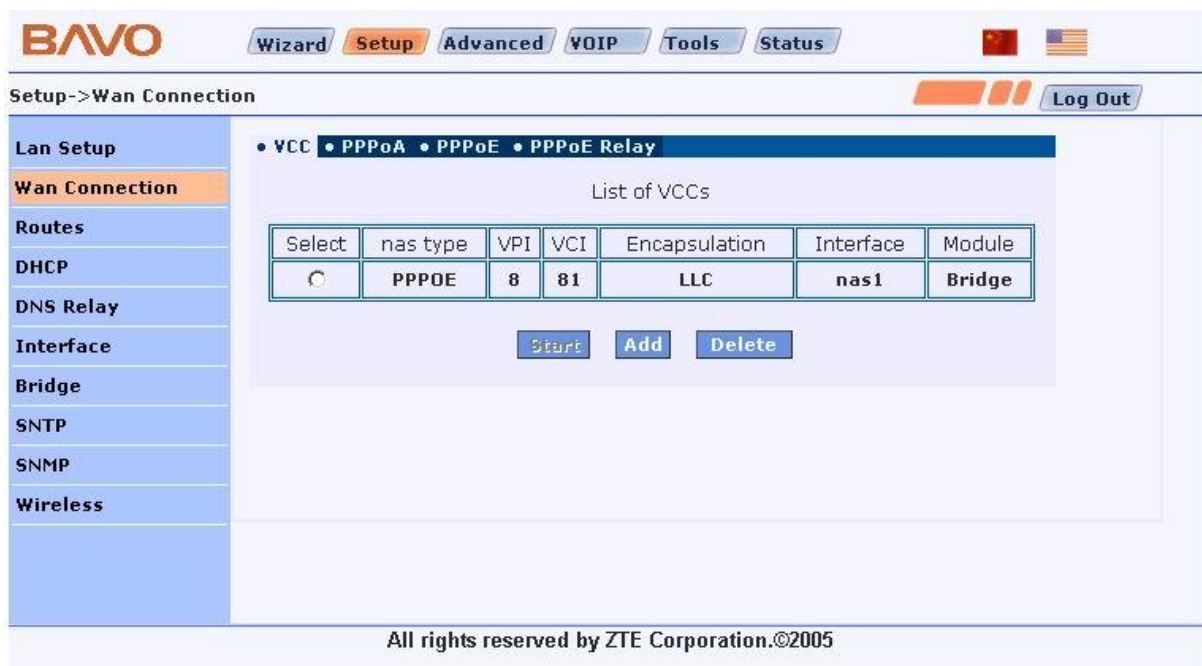 BAVO
Wizard Setup Advanced VOIP Tools Status
Setup->Wan Connection
Log Out
Lan Setup
Wan Connection
Routes
DHCP
DNS Relay
Interface
Bridge
SNTP
SNMP
Wireless
• VCC • PPPoA • PPPoE • PPPoE Relay
List of VCCs
Select nas type VPI VCI Encapsulation Interface Module
PPPOE 8 81 LLC nas1 Bridge
Start Add Delete
All rights reserved by ZTE Corporation.©2005